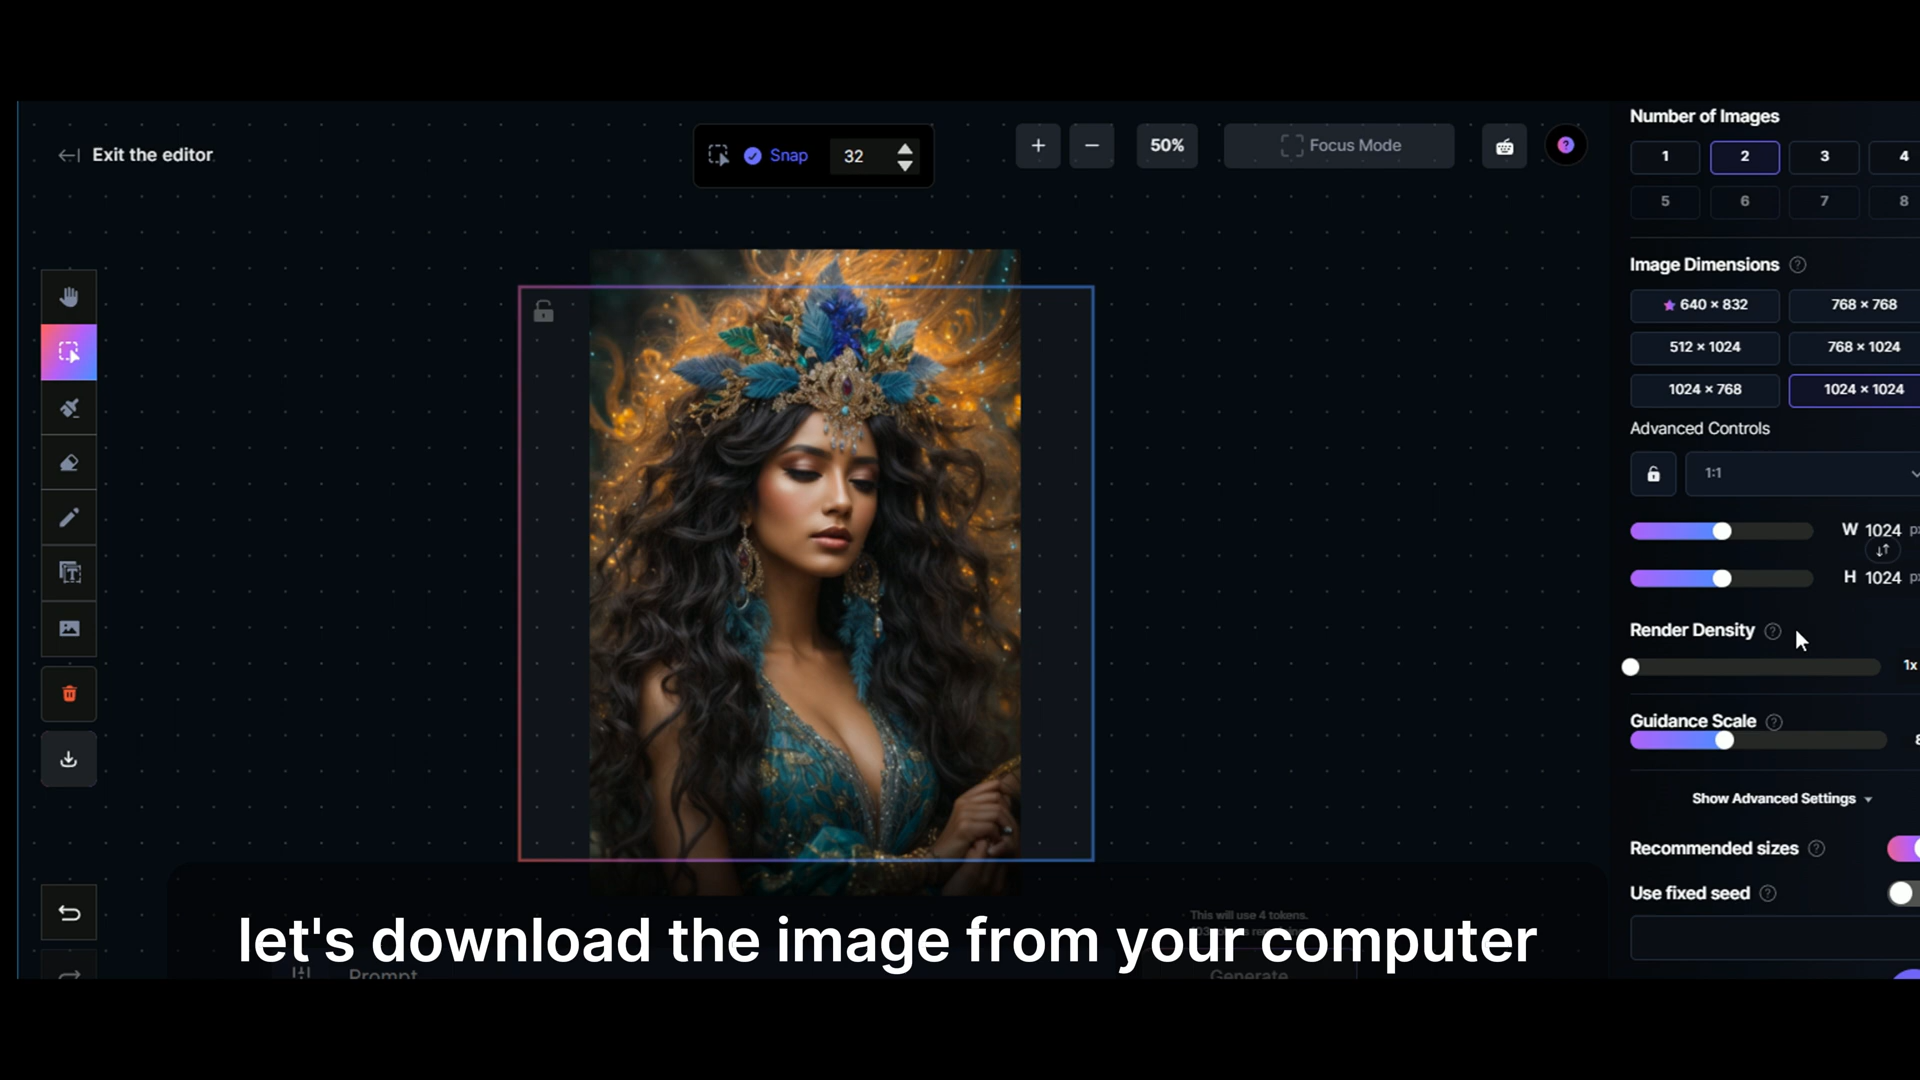 Exit the editor
Snap
32
50%
Focus Mode
Number of Images
1 2 3 4
5 6 7 8
Image Dimensions
640 × 832 768 × 768
512 × 1024 768 × 1024
1024 × 768 1024 × 1024
Advanced Controls
1:1
W 1024
H 1024
Render Density
1x
Guidance Scale
Show Advanced Settings
Recommended sizes
Use fixed seed
This will use 4 tokens.
let's download the image from your computer
Prompt
Generate